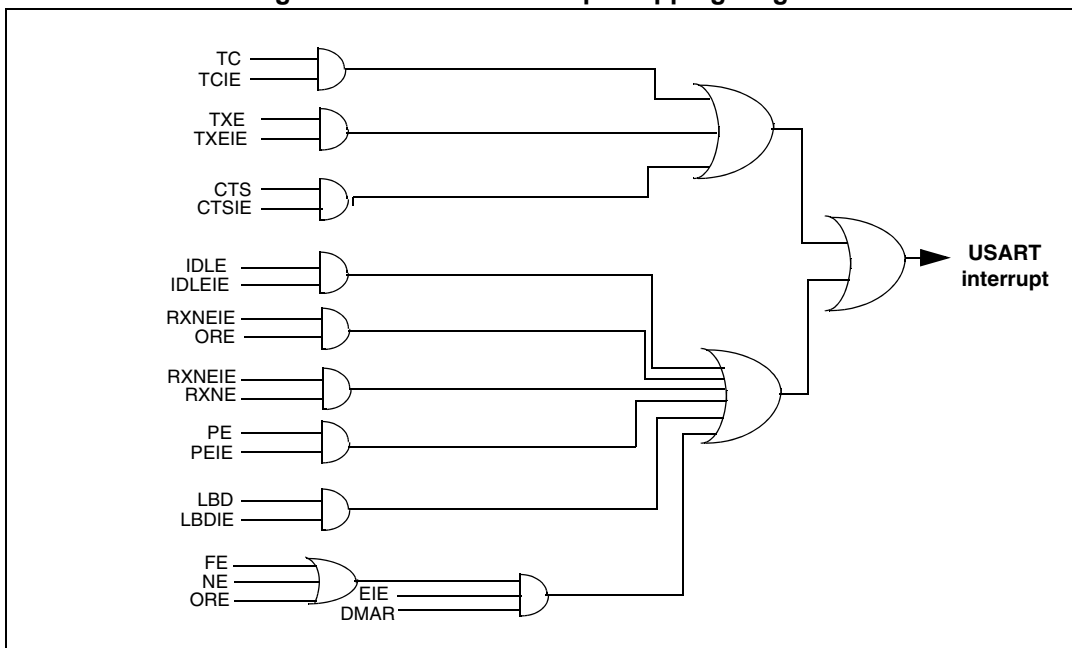 TC
TCIE
TXE
TXEIE
CTS
CTSIE
IDLE
IDLEIE
RXNEIE
ORE
RXNEIE
RXNE
PE
PEIE
LBD
LBDIE
FE
NE
ORE
EIE
DMAR
USART
interrupt